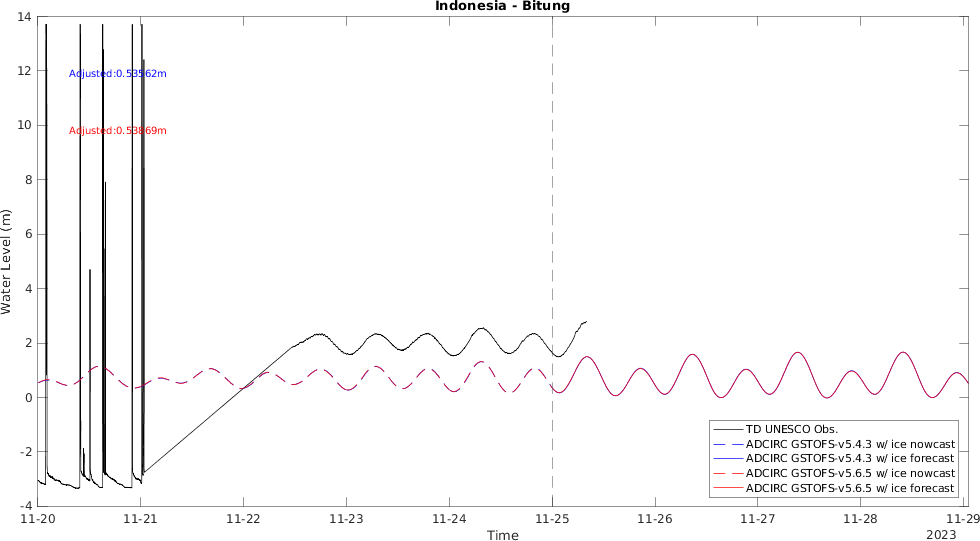 Indonesia - Bitung
14
12
10
8
6
4
2
0
-2
-4
Water Level (m)
Adjusted:0.53562m
Adjusted:0.53869m
TD UNESCO Obs.
ADCIRC GSTOFS-v5.4.3 w/ ice nowcast
ADCIRC GSTOFS-v5.4.3 w/ ice forecast
ADCIRC GSTOFS-v5.6.5 w/ ice nowcast
ADCIRC GSTOFS-v5.6.5 w/ ice forecast
11-20 11-21 11-22 11-23 11-24 11-25 11-26 11-27 11-28 11-29
Time
2023